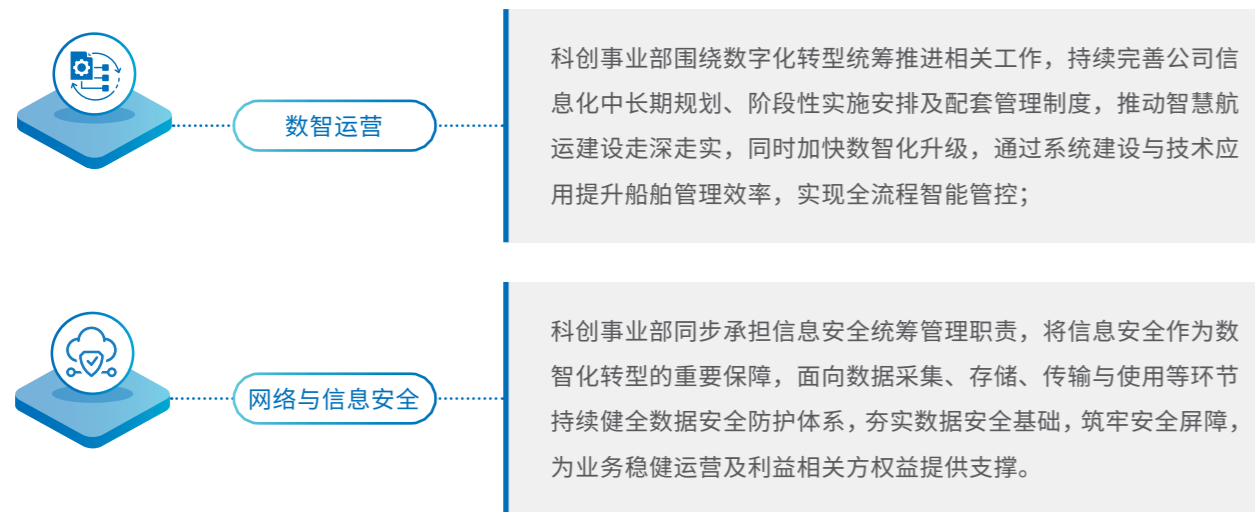 数智运营
科创事业部围绕数字化转型统筹推进相关工作，持续完善公司信
息化中长期规划、阶段性实施安排及配套管理制度，推动智慧航
运建设走深走实，同时加快数智化升级，通过系统建设与技术应
用提升船舶管理效率，实现全流程智能管控；
网络与信息安全
科创事业部同步承担信息安全统筹管理职责，将信息安全作为数
智化转型的重要保障，面向数据采集、存储、传输与使用等环节
持续健全数据安全防护体系，夯实数据安全基础，筑牢安全屏障，
为业务稳健运营及利益相关方权益提供支撑。